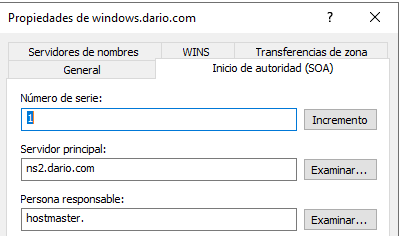 Propiedades de windows.dario.com ? ×
Servidores de nombres WINS Transferencias de zona
General Inicio de autoridad (SOA)
Número de serie:
1 Incremento
Servidor principal:
ns2.dario.com Examinar...
Persona responsable:
hostmaster. Examinar...